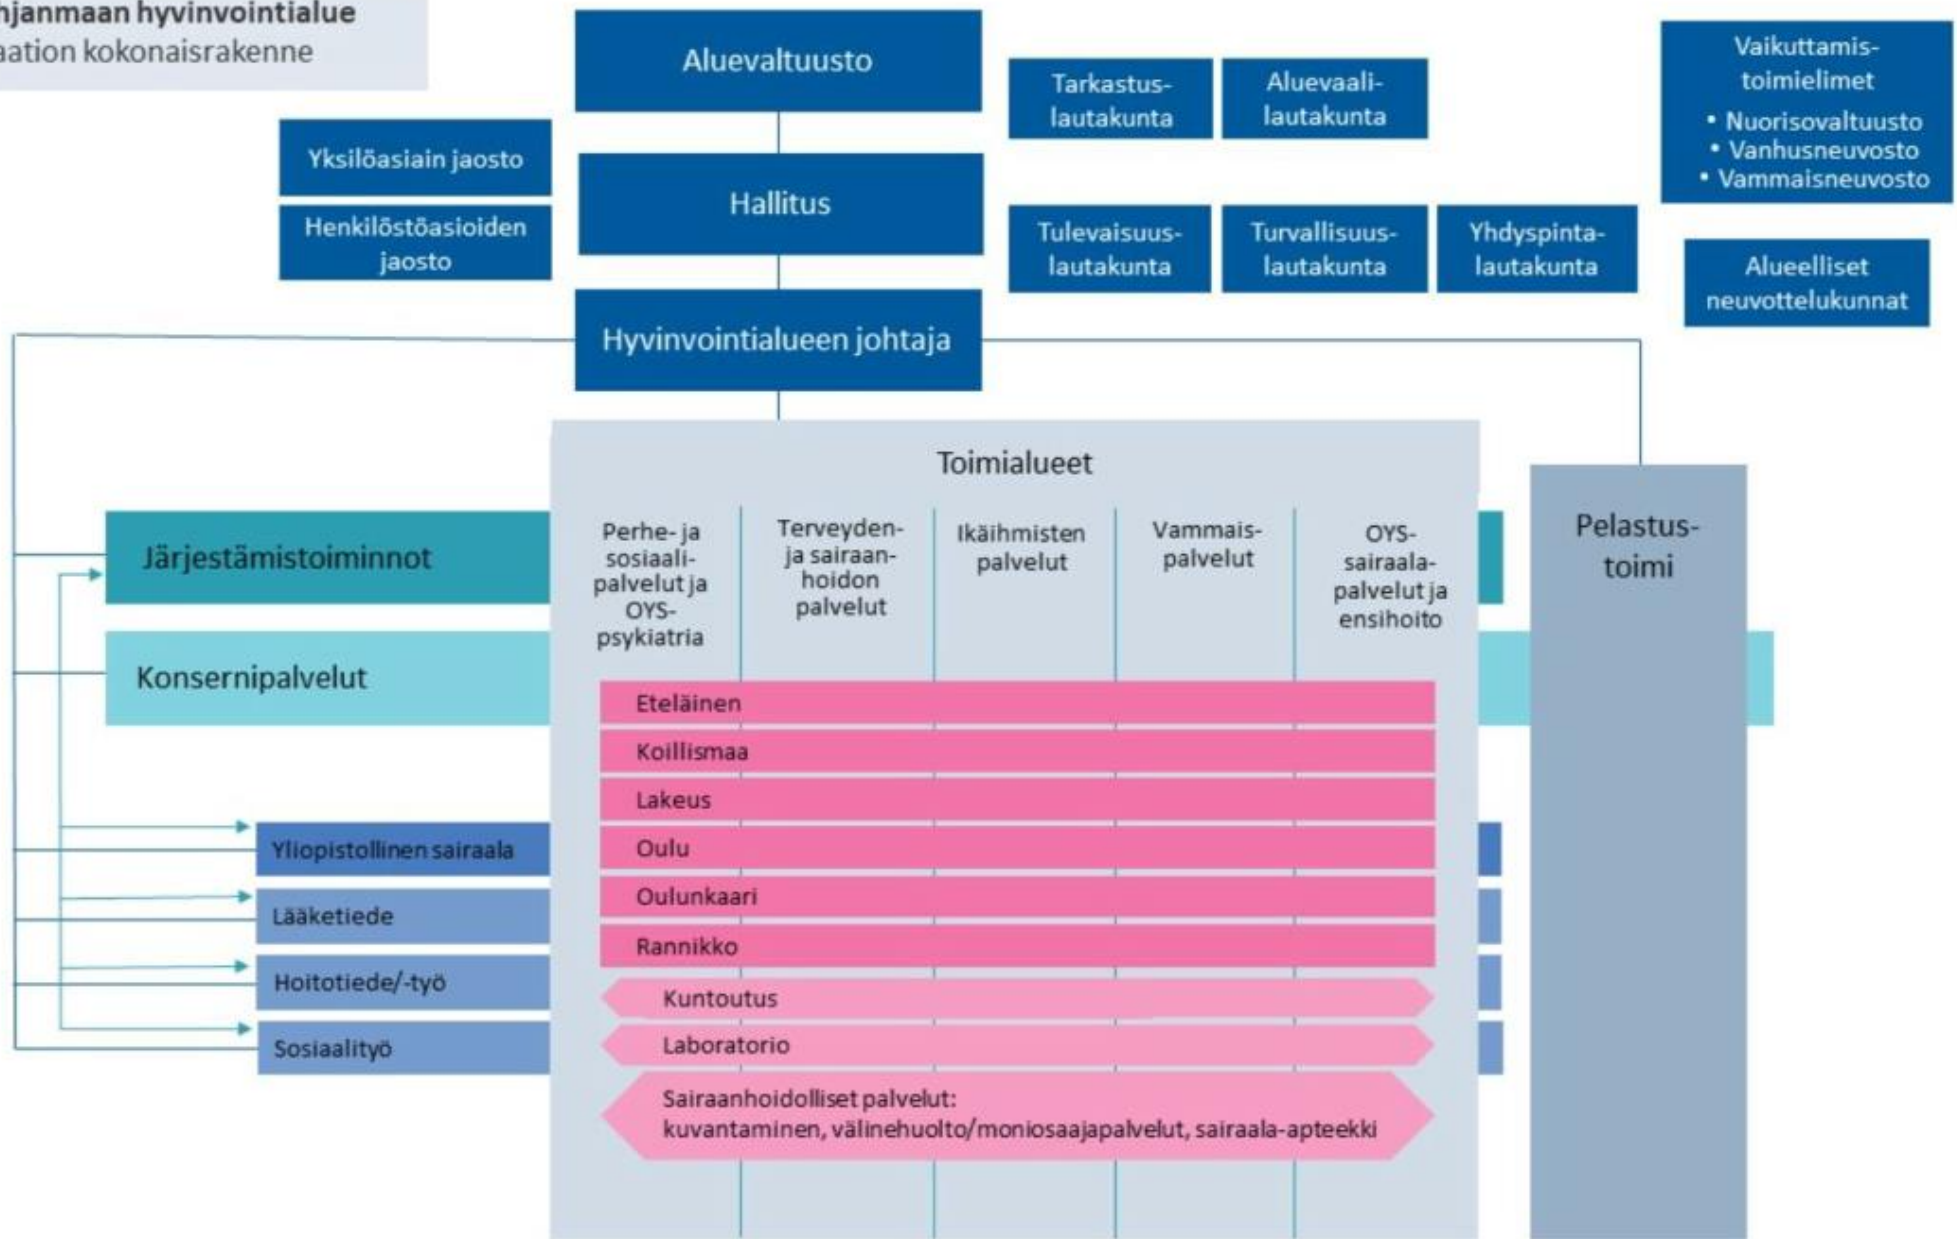 hjanmaan hyvinvointialue
aation kokonaisrakenne
Aluevaltuusto
Tarkastus-
lautakunta
Aluevaali-
lautakunta
Vaikuttamis-
toimielimet
• Nuorisovaltuusto
• Vanhusneuvosto
• Vammaisneuvosto
Yksilöasiain jaosto
Henkilöstöasioiden
jaosto
Hallitus
Tulevaisuus-
lautakunta
Turvallisuus-
lautakunta
Yhdyspinta-
lautakunta
Alueelliset
neuvottelukunnat
Hyvinvointialueen johtaja
Toimialueet
Järjestämistoiminnot
Konsernipalvelut
Perhe- ja
sosiaali-
palvelut ja
OYS-
psykiatria
Terveyden-
ja sairaan-
hoidon
palvelut
Ikäihmisten
palvelut
Vammais-
palvelut
OYS-
sairaala-
palvelut ja
ensihoito
Pelastus-
toimi
Eteläinen
Koillismaa
Lakeus
Oulu
Oulunkaari
Rannikko
Kuntoutus
Laboratorio
Sairaanhoidolliset palvelut:
kuvantaminen, välinehuolto/moniosaajapalvelut, sairaala-apteekki
Yliopistollinen sairaala
Lääketiede
Hoitotiede/-työ
Sosiaalityö